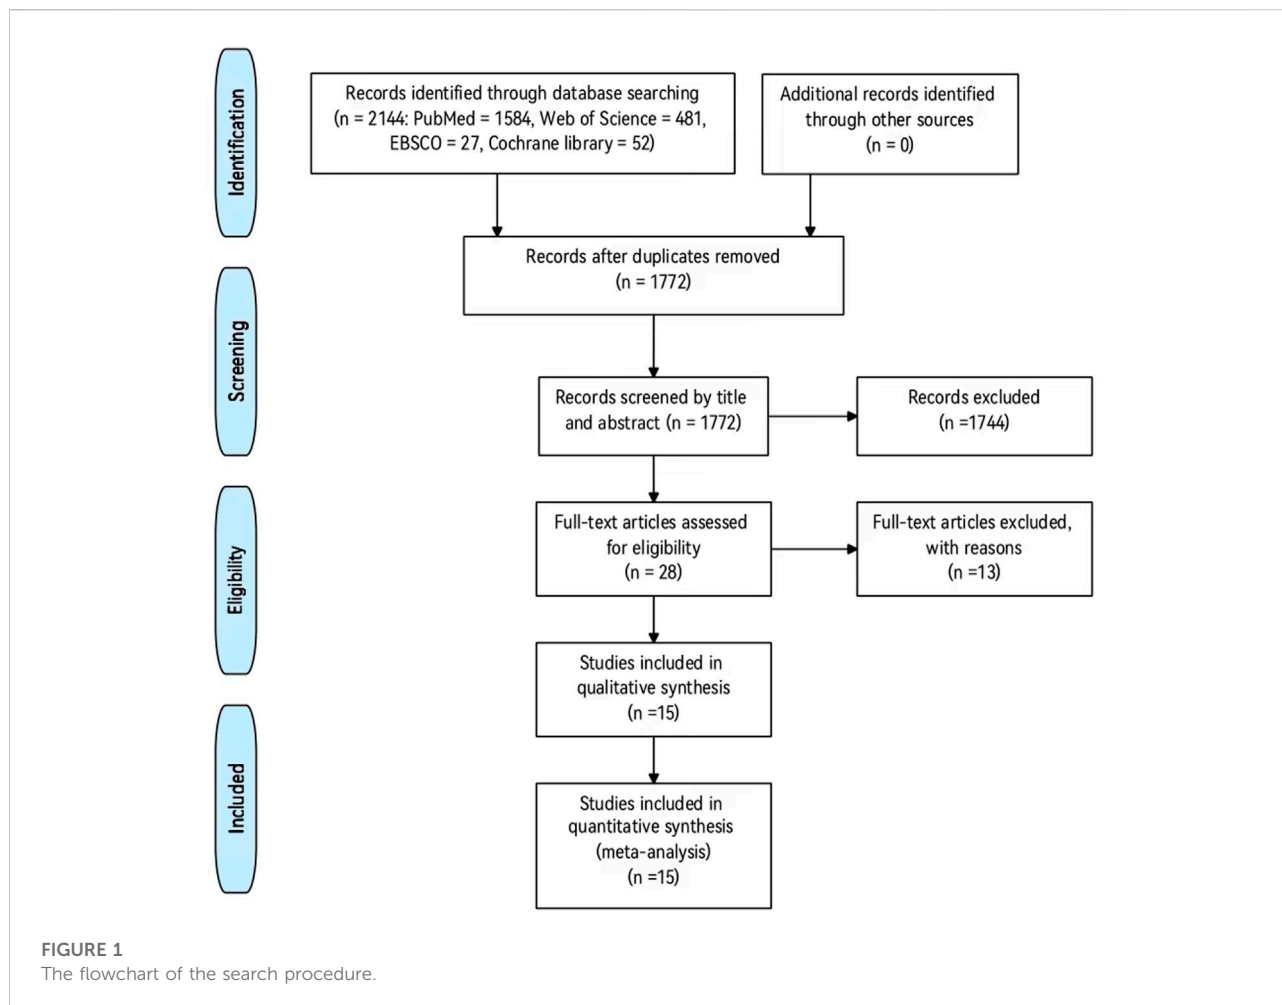 Identification
Records identified through database searching
(n = 2144: PubMed = 1584, Web of Science = 481,
EBSCO = 27, Cochrane library = 52)
Additional records identified
through other sources
(n = 0)
Records after duplicates removed
(n = 1772)
Screening
Records screened by title
and abstract (n = 1772)
Records excluded
(n =1744)
Eligibility
Full-text articles assessed
for eligibility
(n = 28)
Full-text articles excluded,
with reasons
(n =13)
Studies included in
qualitative synthesis
(n =15)
Included
Studies included in
quantitative synthesis
(meta-analysis)
(n =15)
FIGURE 1
The flowchart of the search procedure.